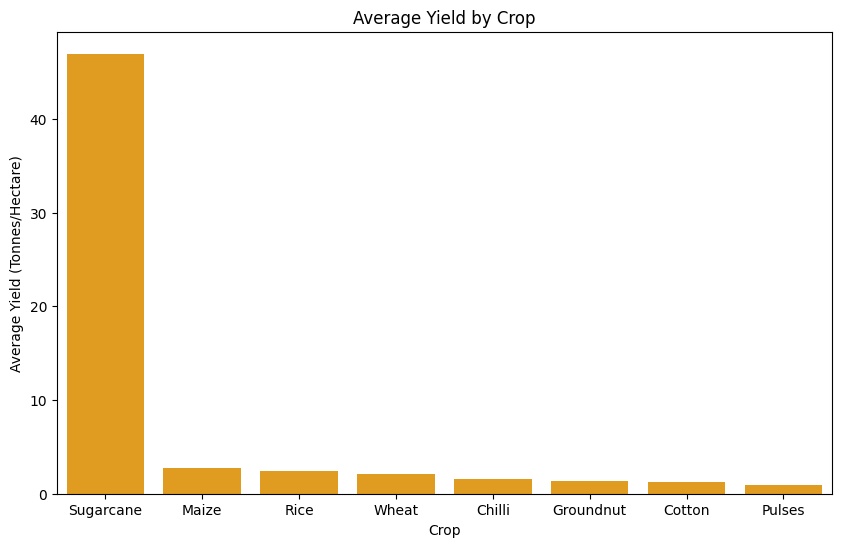 Average Yield by Crop
Average Yield (Tonnes/Hectare)
40
30
20
10
0
Sugarcane Maize Rice Wheat Chilli Groundnut Cotton Pulses
Crop